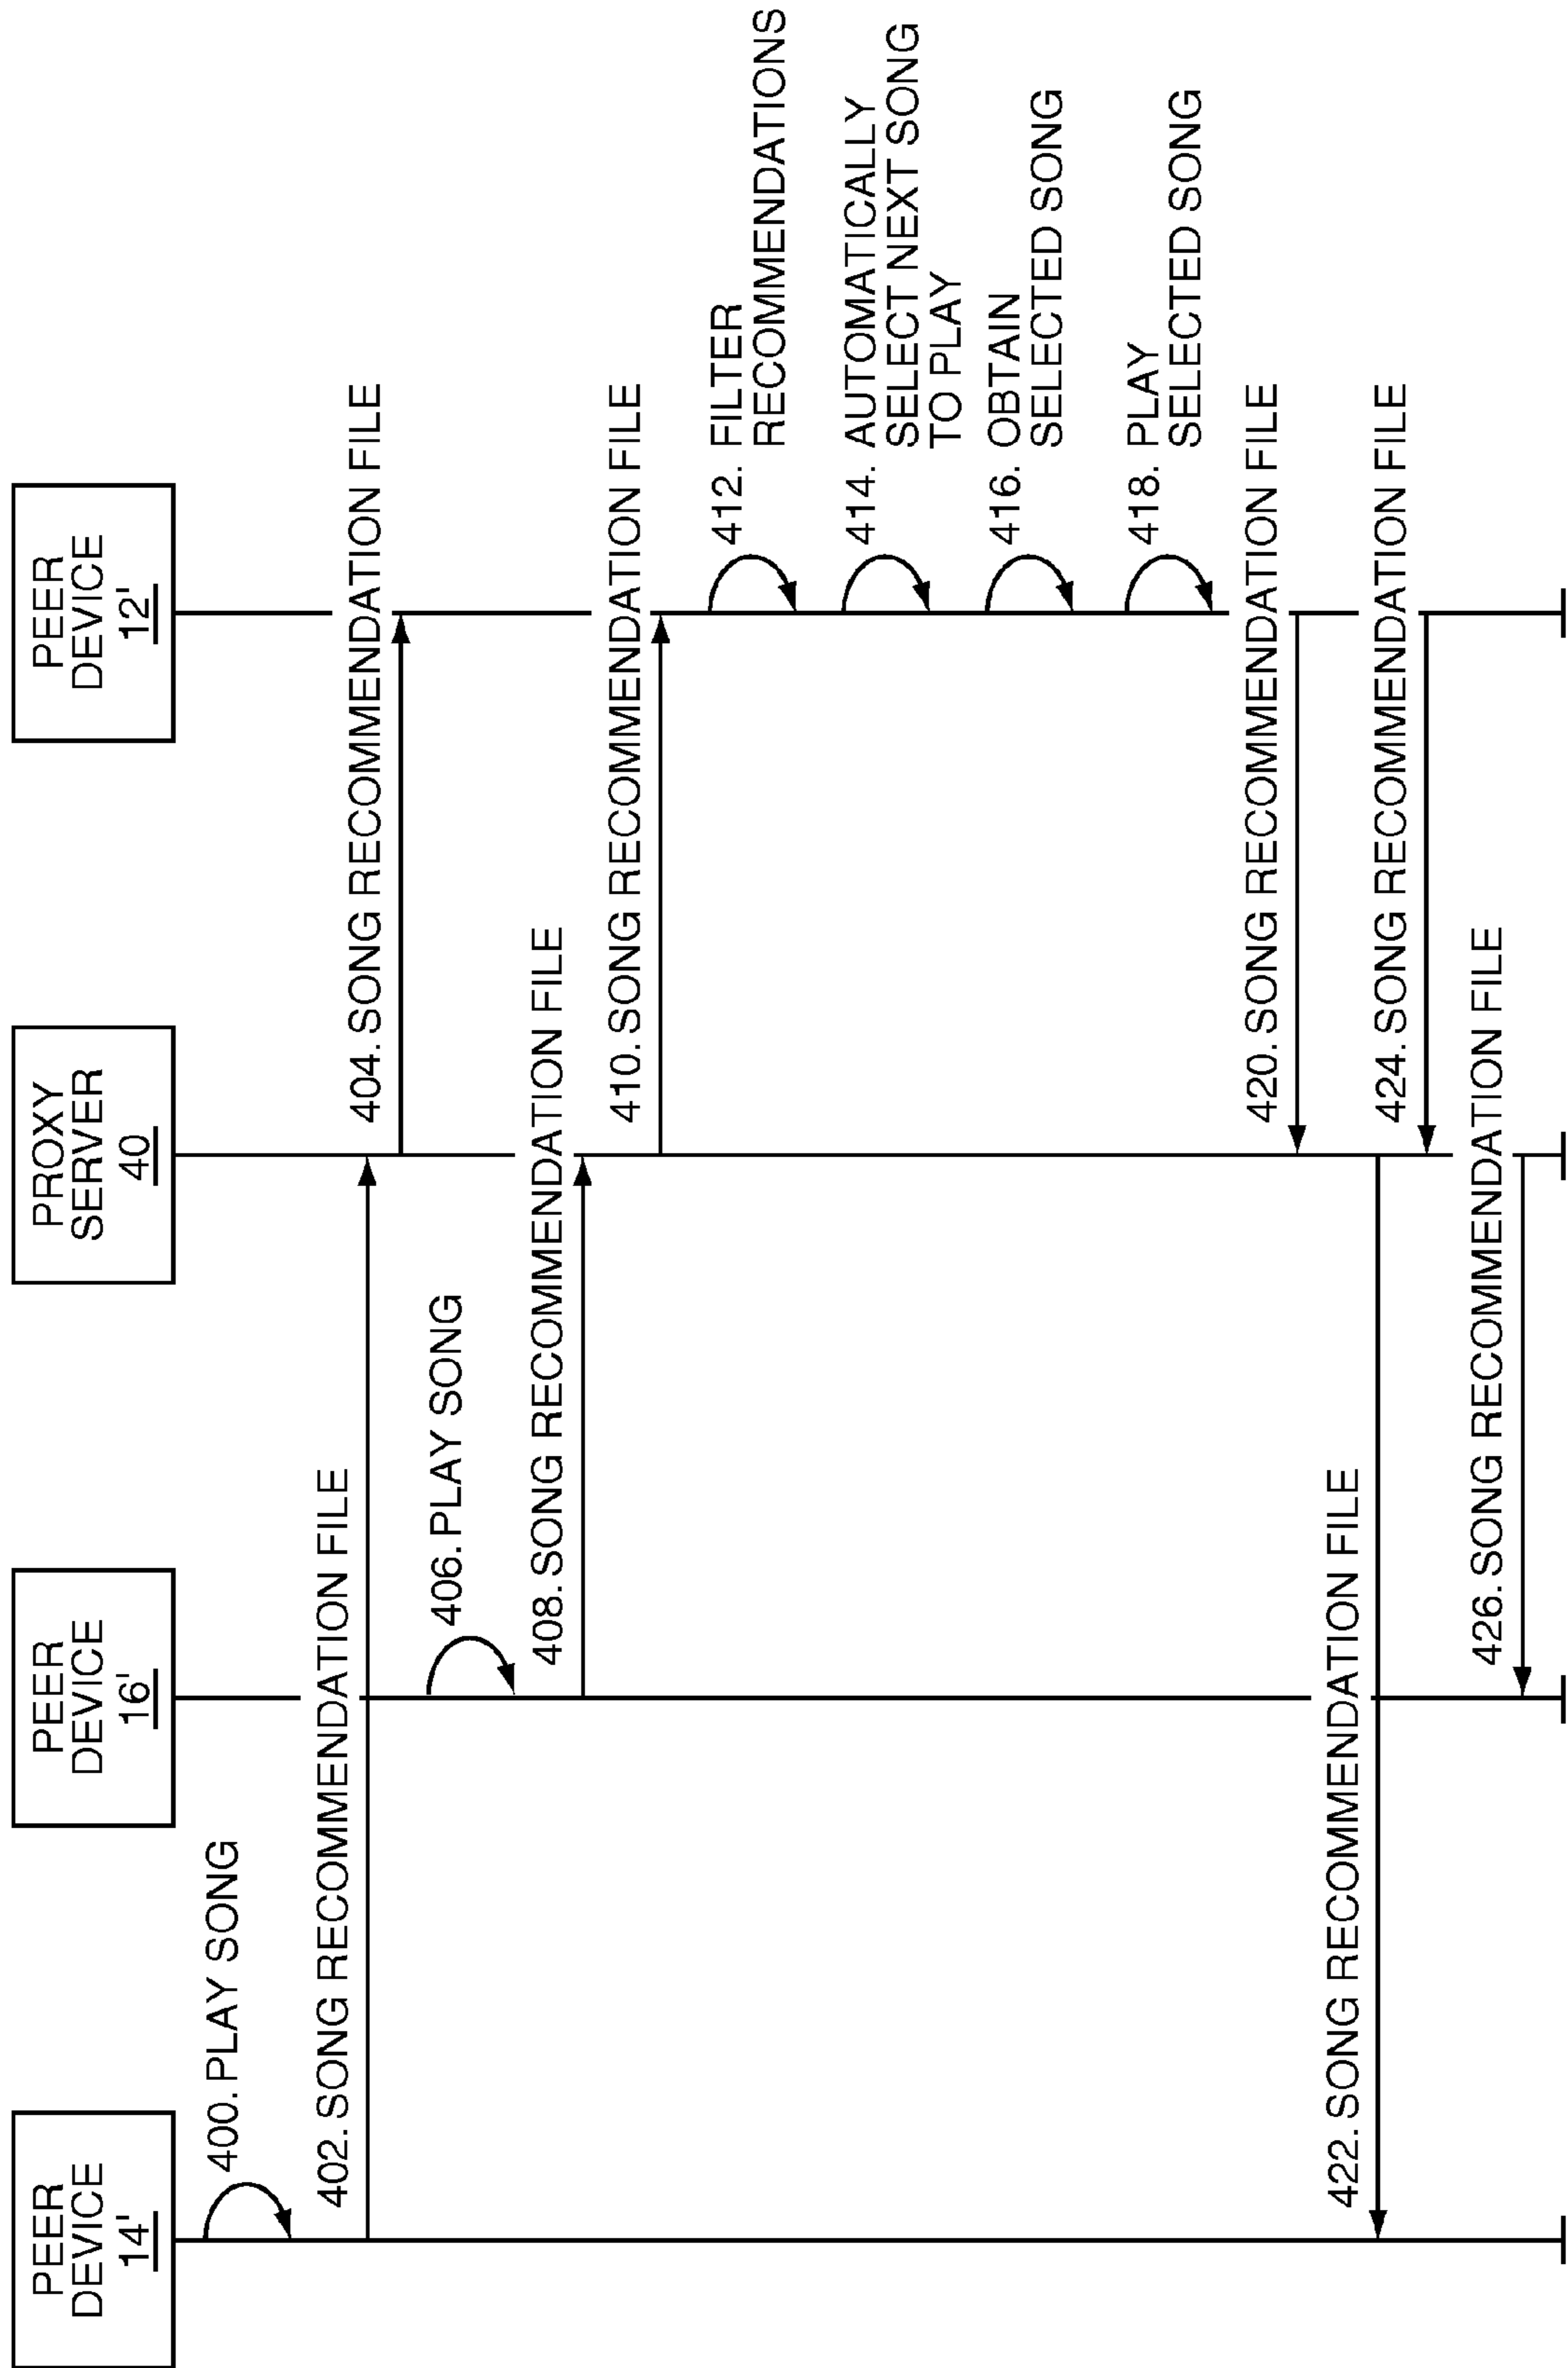 PEER
DEVICE
14'
PEER
DEVICE
16'
PROXY
SERVER
40
PEER
DEVICE
12'
400. PLAY SONG
402. SONG RECOMMENDATION FILE
404. SONG RECOMMENDATION FILE
406. PLAY SONG
408. SONG RECOMMENDATION FILE
410. SONG RECOMMENDATION FILE
412. FILTER
RECOMMENDATIONS
414. AUTOMATICALLY
SELECT NEXT SONG
TO PLAY
416. OBTAIN
SELECTED SONG
418. PLAY
SELECTED SONG
420. SONG RECOMMENDATION FILE
422. SONG RECOMMENDATION FILE
424. SONG RECOMMENDATION FILE
426. SONG RECOMMENDATION FILE